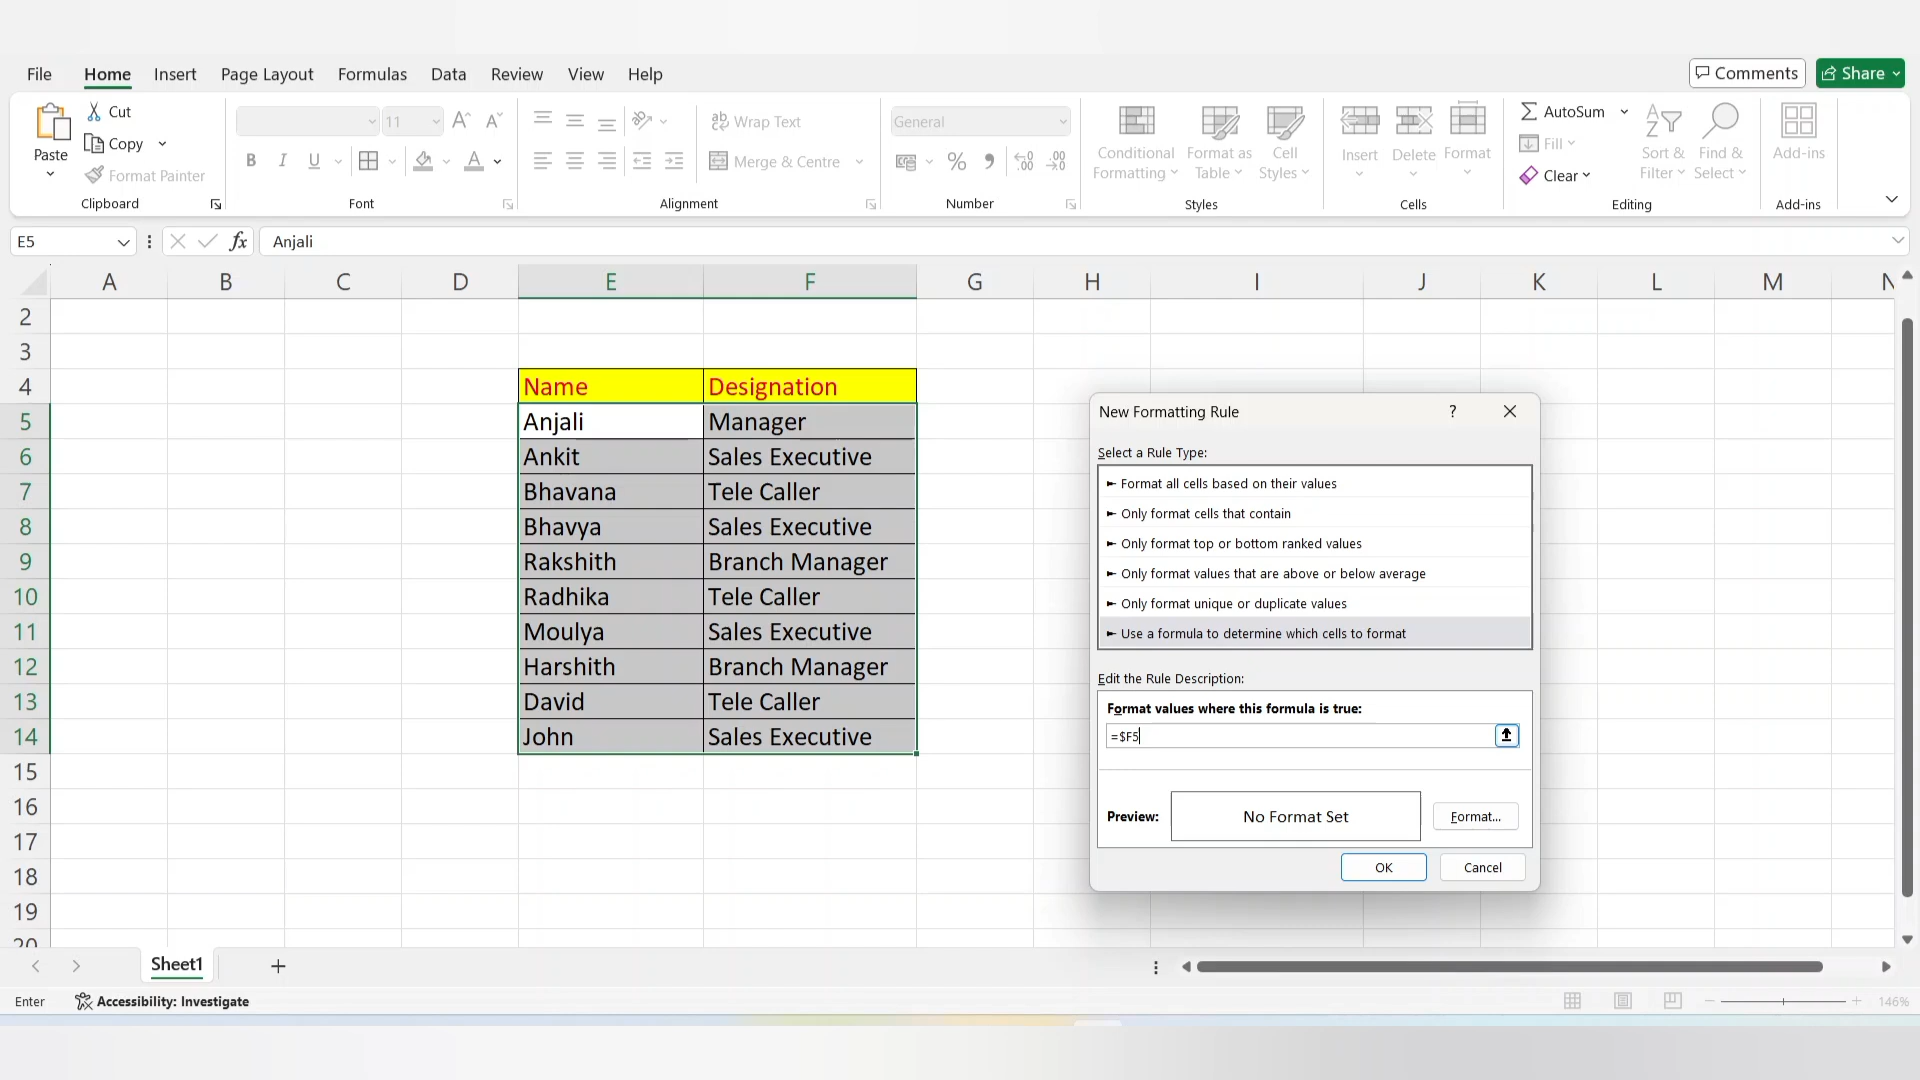 File Home Insert Page Layout Formulas Data Review View Help Comments Share
Paste Cut Copy Format Painter Clipboard
11 B I U A A A Font
ab Wrap Text Merge & Centre Alignment
General % 9 Number
Conditional Formatting Format as Table Cell Styles Styles
Insert Delete Format Cells
AutoSum Fill Clear Sort & Filter Find & Select Editing
Add-ins Add-ins
E5 fx Anjali
A B C D E F G H I J K L M N
2
3
4 Name Designation
5 Anjali Manager
6 Ankit Sales Executive
7 Bhavana Tele Caller
8 Bhavya Sales Executive
9 Rakshith Branch Manager
10 Radhika Tele Caller
11 Moulya Sales Executive
12 Harshith Branch Manager
13 David Tele Caller
14 John Sales Executive
15
16
17
18
19
20
New Formatting Rule ?
Select a Rule Type:
► Format all cells based on their values
► Only format cells that contain
► Only format top or bottom ranked values
► Only format values that are above or below average
► Only format unique or duplicate values
► Use a formula to determine which cells to format
Edit the Rule Description:
Format values where this formula is true:
=$F5
Preview: No Format Set Format...
OK Cancel
Sheet1
Enter Accessibility: Investigate 146%